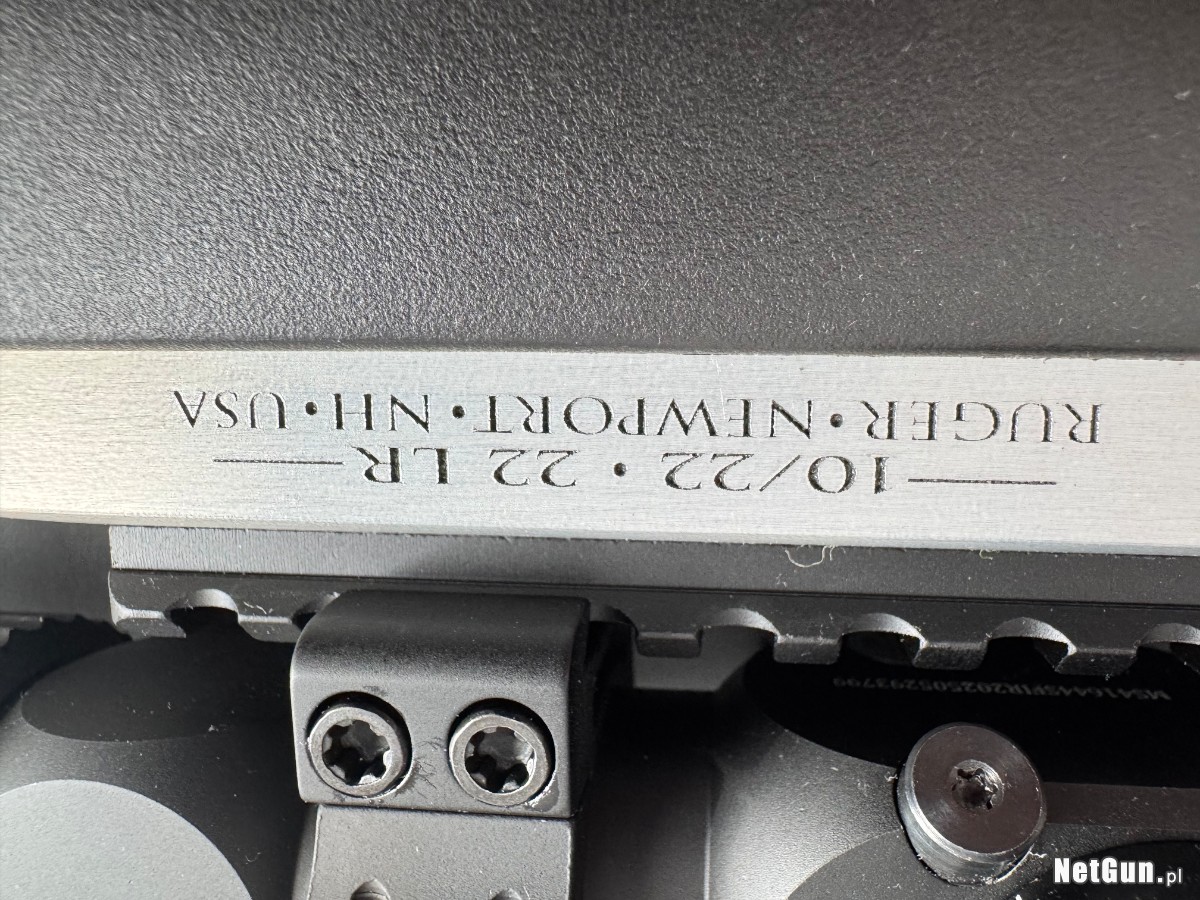 — 10/22 • 22 LR —
RUGER•NEWPORT•NH•USA
NetGun.pl